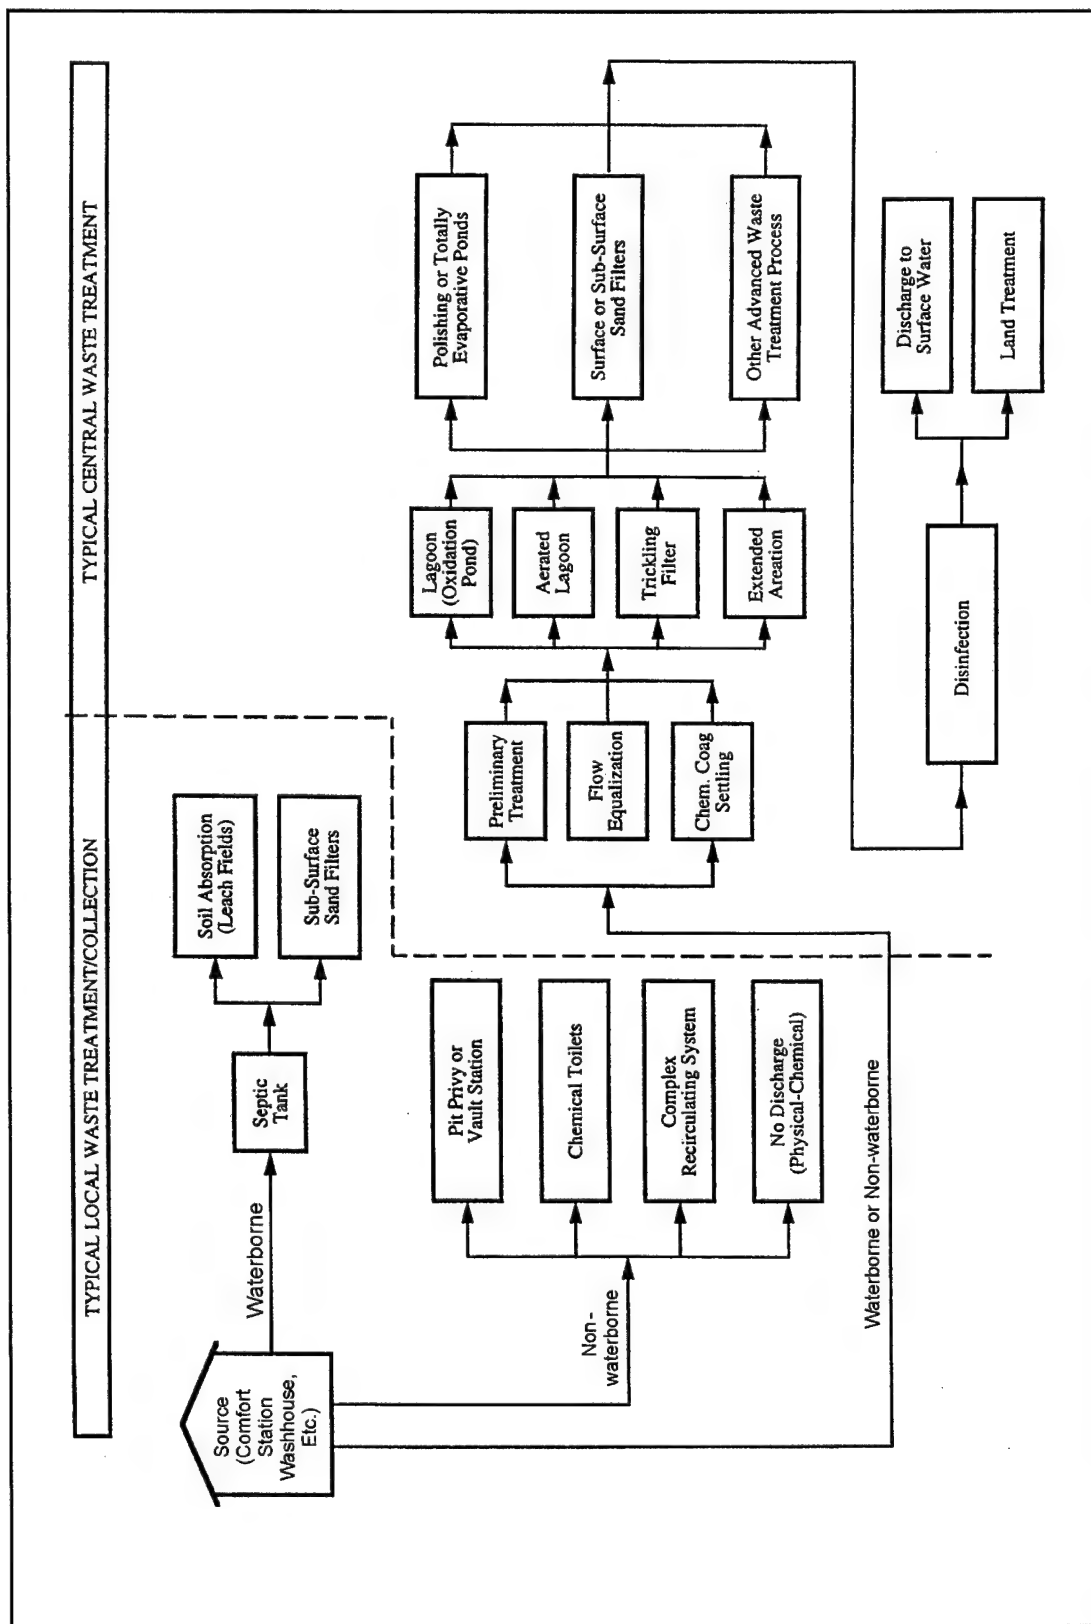 TYPICAL LOCAL WASTE TREATMENT/COLLECTION
TYPICAL CENTRAL WASTE TREATMENT
Source
(Comfort
Station
Washhouse,
Etc.)
Waterborne
Septic
Tank
Soil Absorption
(Leach Fields)
Sub-Surface
Sand Filters
Non-
waterborne
Pit Privy or
Vault Station
Chemical Toilets
Complex
Recirculating System
No Discharge
(Physical-Chemical)
Waterborne or Non-waterborne
Preliminary
Treatment
Flow
Equalization
Chem. Coag
Settling
Lagoon
(Oxidation
Pond)
Aerated
Lagoon
Trickling
Filter
Extended
Areation
Polishing or Totally
Evaporative Ponds
Surface or Sub-Surface
Sand Filters
Other Advanced Waste
Treatment Process
Disinfection
Discharge to
Surface Water
Land Treatment